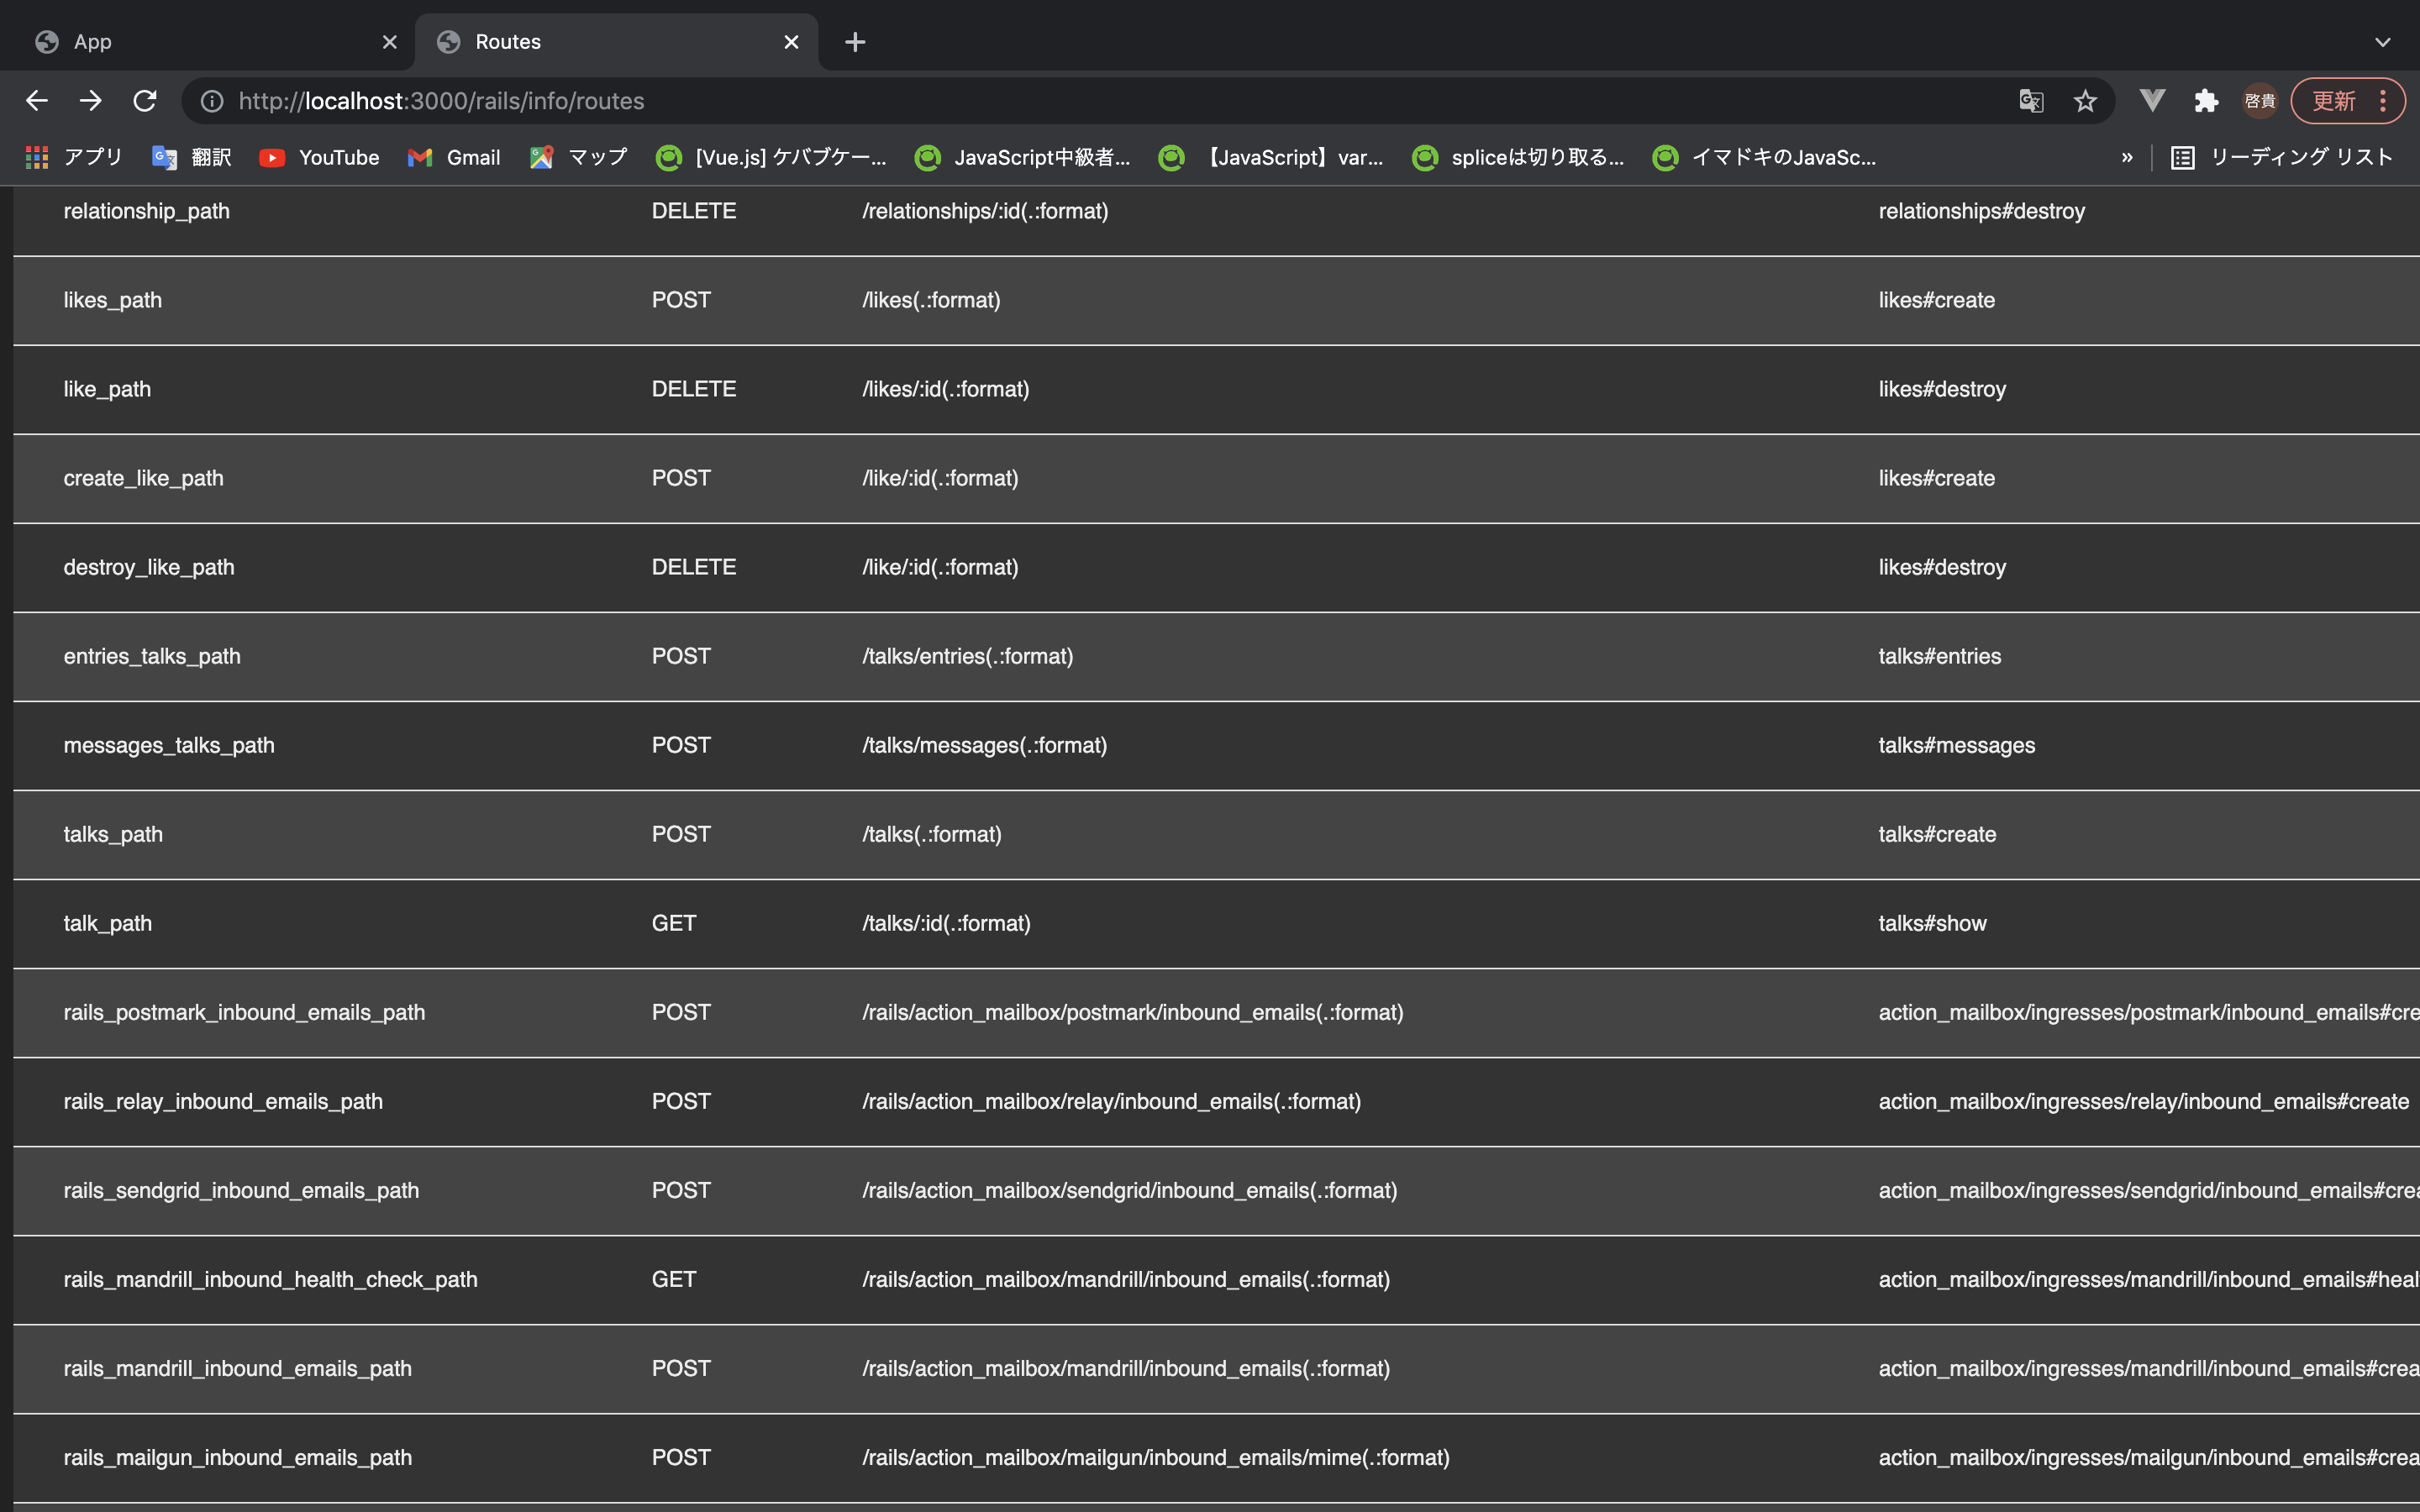 App
Routes
http://localhost:3000/rails/info/routes
啓貴
更新
アプリ 翻訳 YouTube Gmail マップ [Vue.js] ケバブケー... JavaScript中級者... 【JavaScript】var... spliceは切り取る... イマドキのJavaSc... » リーディング リスト
relationship_path DELETE /relationships/:id(.:format) relationships#destroy
likes_path POST /likes(.:format) likes#create
like_path DELETE /likes/:id(.:format) likes#destroy
create_like_path POST /like/:id(.:format) likes#create
destroy_like_path DELETE /like/:id(.:format) likes#destroy
entries_talks_path POST /talks/entries(.:format) talks#entries
messages_talks_path POST /talks/messages(.:format) talks#messages
talks_path POST /talks(.:format) talks#create
talk_path GET /talks/:id(.:format) talks#show
rails_postmark_inbound_emails_path POST /rails/action_mailbox/postmark/inbound_emails(.:format) action_mailbox/ingresses/postmark/inbound_emails#cre
rails_relay_inbound_emails_path POST /rails/action_mailbox/relay/inbound_emails(.:format) action_mailbox/ingresses/relay/inbound_emails#create
rails_sendgrid_inbound_emails_path POST /rails/action_mailbox/sendgrid/inbound_emails(.:format) action_mailbox/ingresses/sendgrid/inbound_emails#crea
rails_mandrill_inbound_health_check_path GET /rails/action_mailbox/mandrill/inbound_emails(.:format) action_mailbox/ingresses/mandrill/inbound_emails#heal
rails_mandrill_inbound_emails_path POST /rails/action_mailbox/mandrill/inbound_emails(.:format) action_mailbox/ingresses/mandrill/inbound_emails#crea
rails_mailgun_inbound_emails_path POST /rails/action_mailbox/mailgun/inbound_emails/mime(.:format) action_mailbox/ingresses/mailgun/inbound_emails#crea